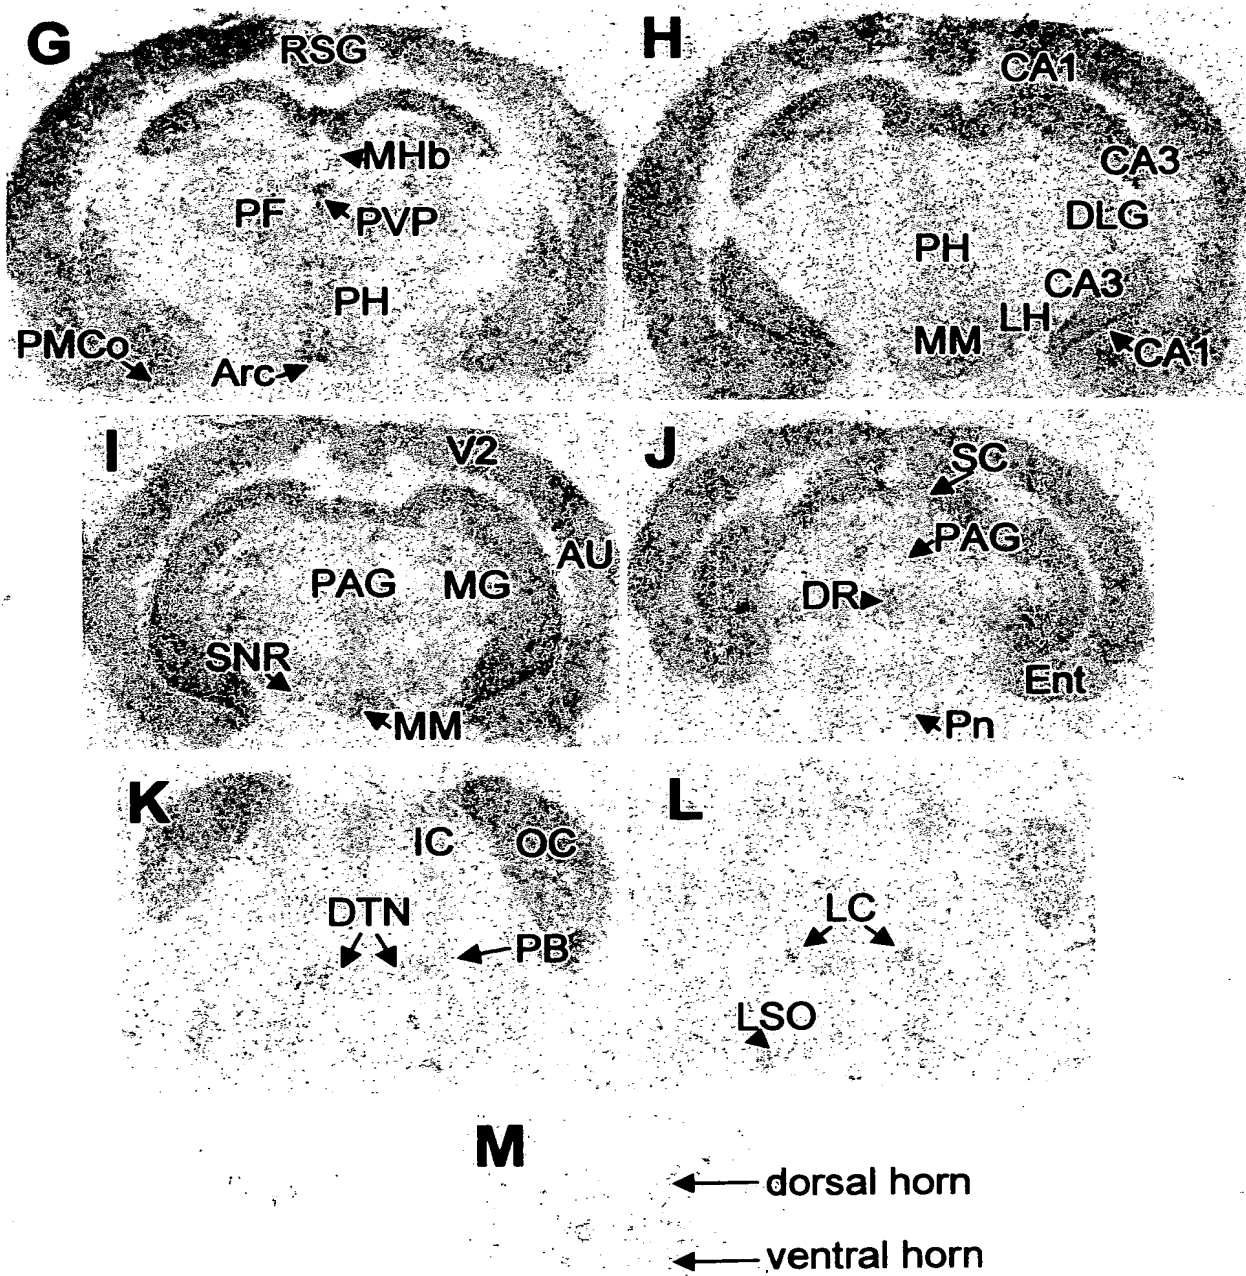 G
RSG
MHb
PF
PVP
PH
PMCo
Arc
H
CA1
CA3
DLG
PH
CA3
LH
MM
CA1
I
V2
AU
PAG
MG
SNR
MM
J
SC
PAG
DR
Ent
Pn
K
IC
OC
DTN
PB
L
LC
LSO
M
dorsal horn
ventral horn